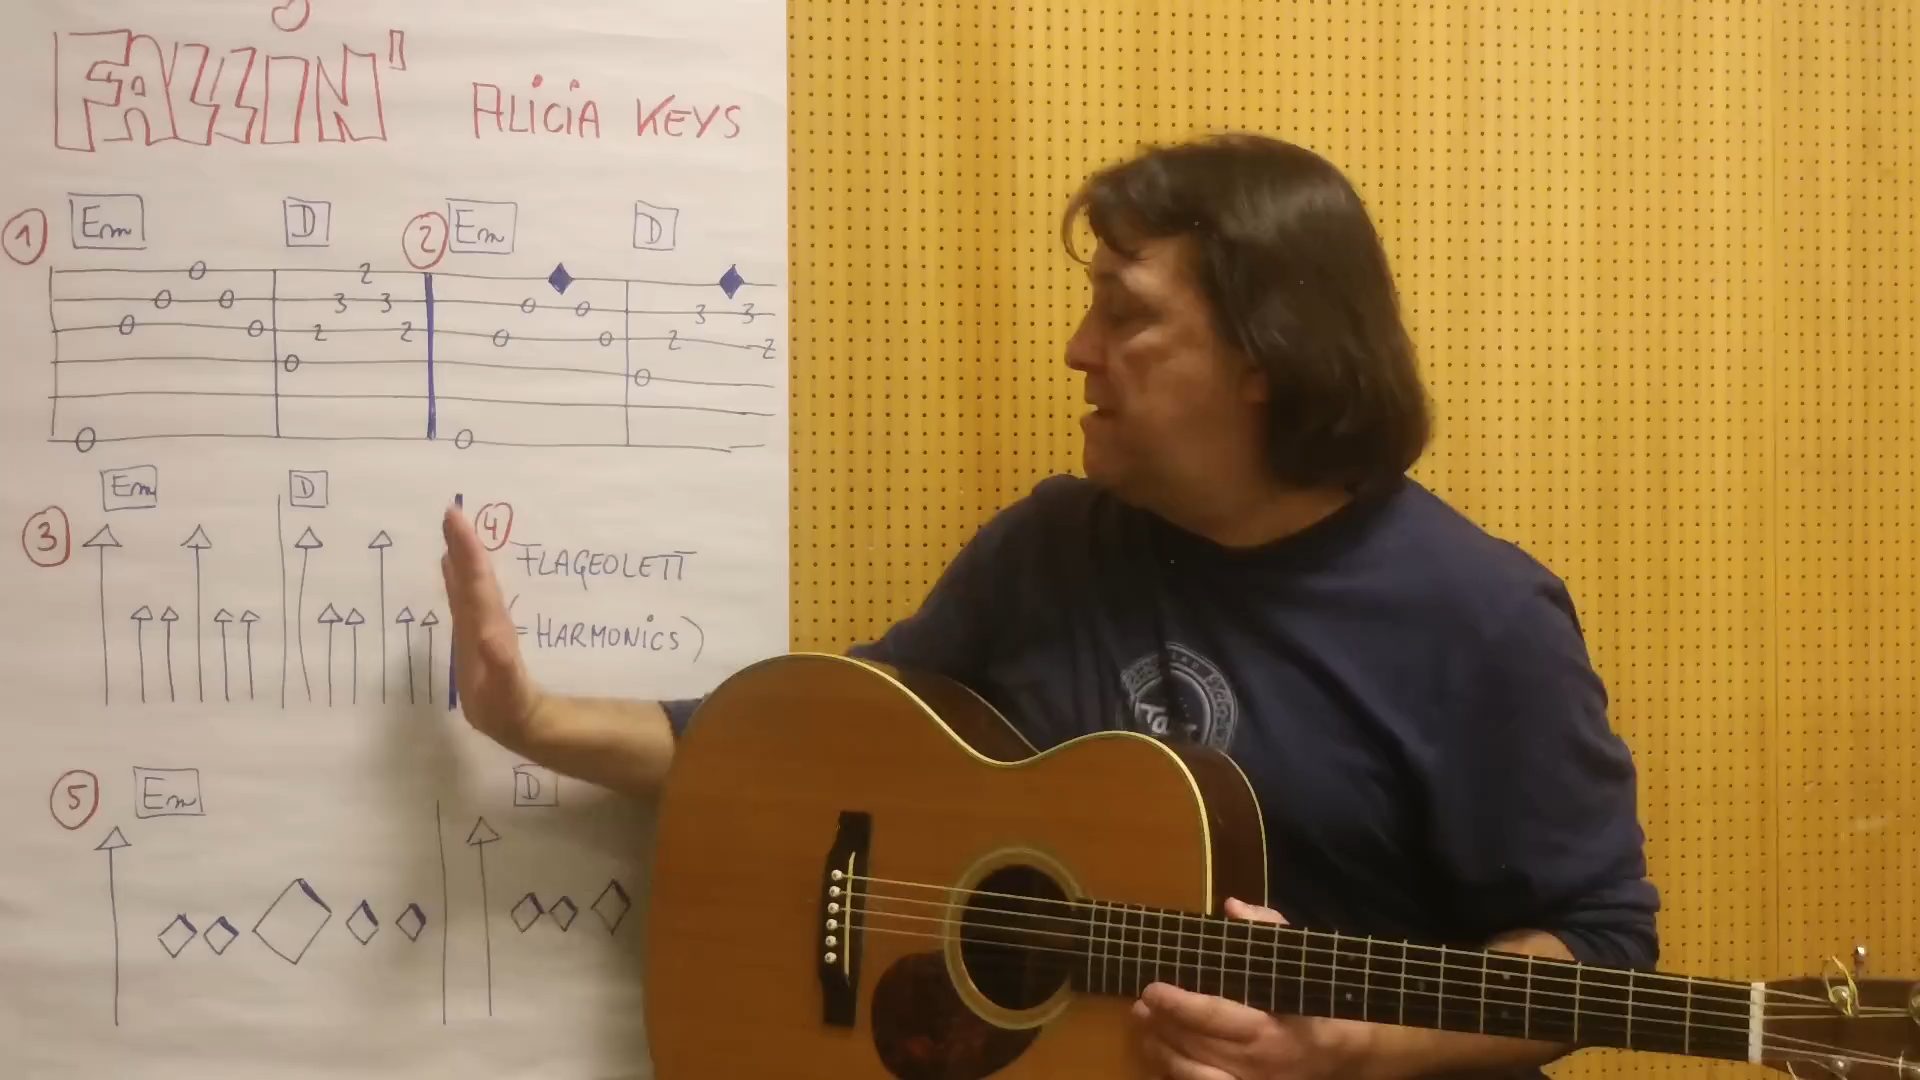 FALLIN'
ALICIA KEYS
1 Em D 2 Em D
0 2
0 0 3 3 0 0 3 3
0 0 2 2 0 0 2 2
0 0
0 0
3 Em D 4
FLAGEOLETT
(= HARMONICS)
5 Em D